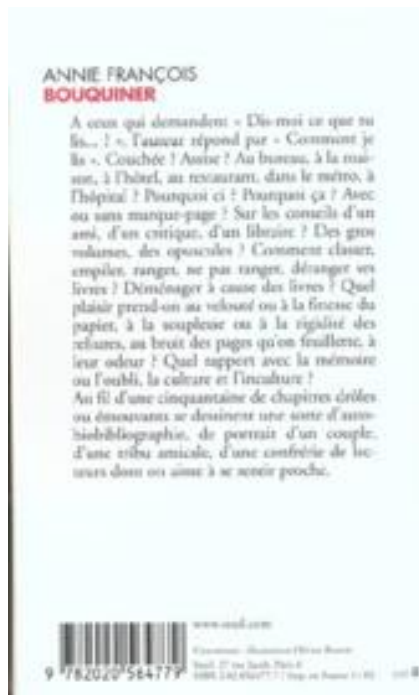 ANNIE FRANÇOIS
BOUQUINER
A ceux qui demandent « Dis-moi ce que tu
lis... ! », l'auteur répond par « Comment je
lis ». Couchée ? Assise ? Au bureau, à la mai-
son, à l'hôtel, au restaurant, dans le métro, à
l'hôpital ? Pourquoi ci ? Pourquoi ça ? Avec
ou sans marque-page ? Sur les conseils d'un
ami, d'un critique, d'un libraire ? Des gros
volumes, des opuscules ? Comment classer,
empiler, ranger, ne pas ranger, déranger ses
livres ? Déménager à cause des livres ? Quel
plaisir prend-on au velouté ou à la finesse du
papier, à la souplesse ou à la rigidité des
reliures, au bruit des pages qu'on feuillette, à
leur odeur ? Quel rapport avec la mémoire
ou l'oubli, la culture et l'inculture ?
Au fil d'une cinquantaine de chapitres drôles
ou émouvants se dessinent une sorte d'auto-
biobibliographie, de portrait d'un couple,
d'une tribu amicale, d'une confrérie de lec-
teurs dont on aime à se sentir proche.
www.seuil.com
Seuil, 27 rue Jacob, Paris 6
9 782020 564779